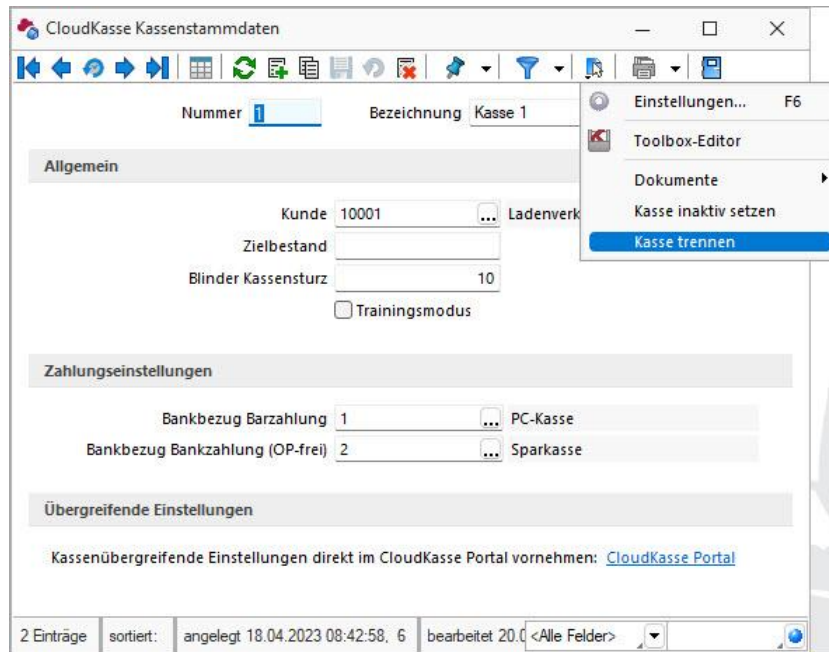 CloudKasse Kassenstammdaten
Nummer 1 Bezeichnung Kasse 1
Einstellungen... F6
Toolbox-Editor
Dokumente
Kasse inaktiv setzen
Kasse trennen
Allgemein
Kunde 10001 ... Ladenverk
Zielbestand
Blinder Kassensturz 10
Trainingsmodus
Zahlungseinstellungen
Bankbezug Barzahlung 1 ... PC-Kasse
Bankbezug Bankzahlung (OP-frei) 2 ... Sparkasse
Übergreifende Einstellungen
Kassenübergreifende Einstellungen direkt im CloudKasse Portal vornehmen: CloudKasse Portal
2 Einträge sortiert: angelegt 18.04.2023 08:42:58, 6 bearbeitet 20.0 <Alle Felder>